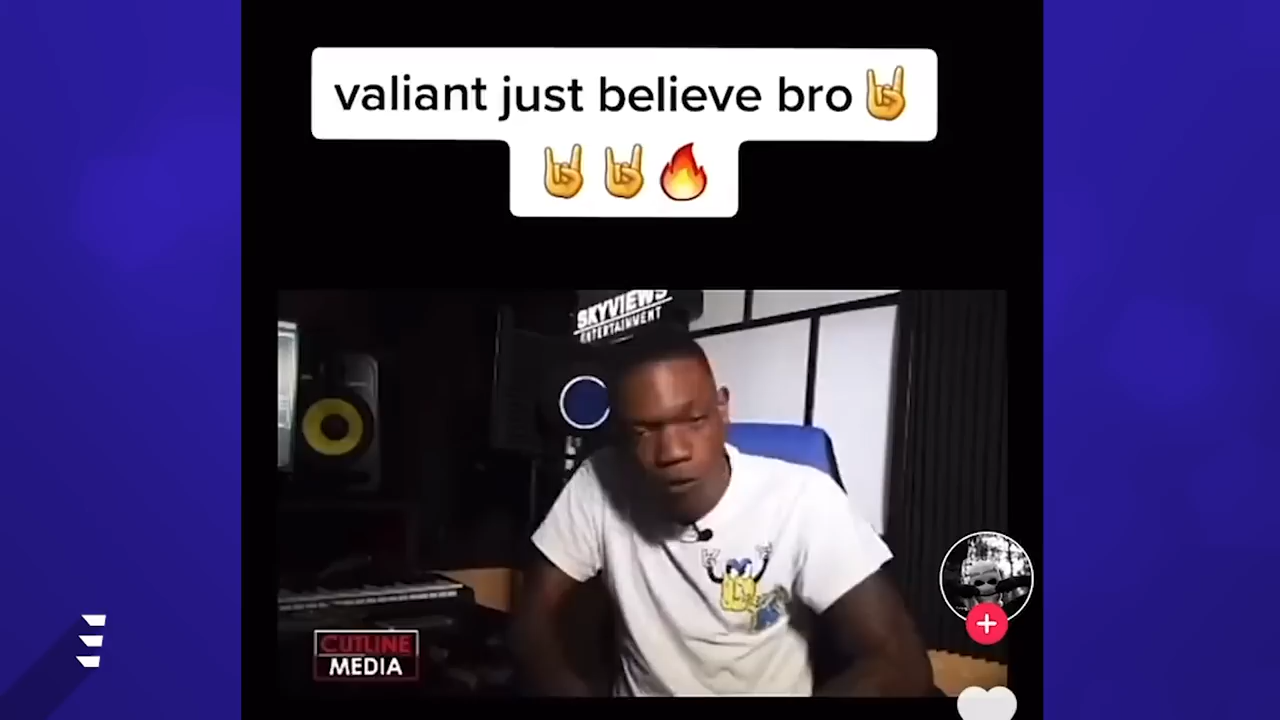 valiant just believe bro🤘
🤘🤘🔥
SKYVIEWS
ENTERTAINMENT
CUTLINE
MEDIA